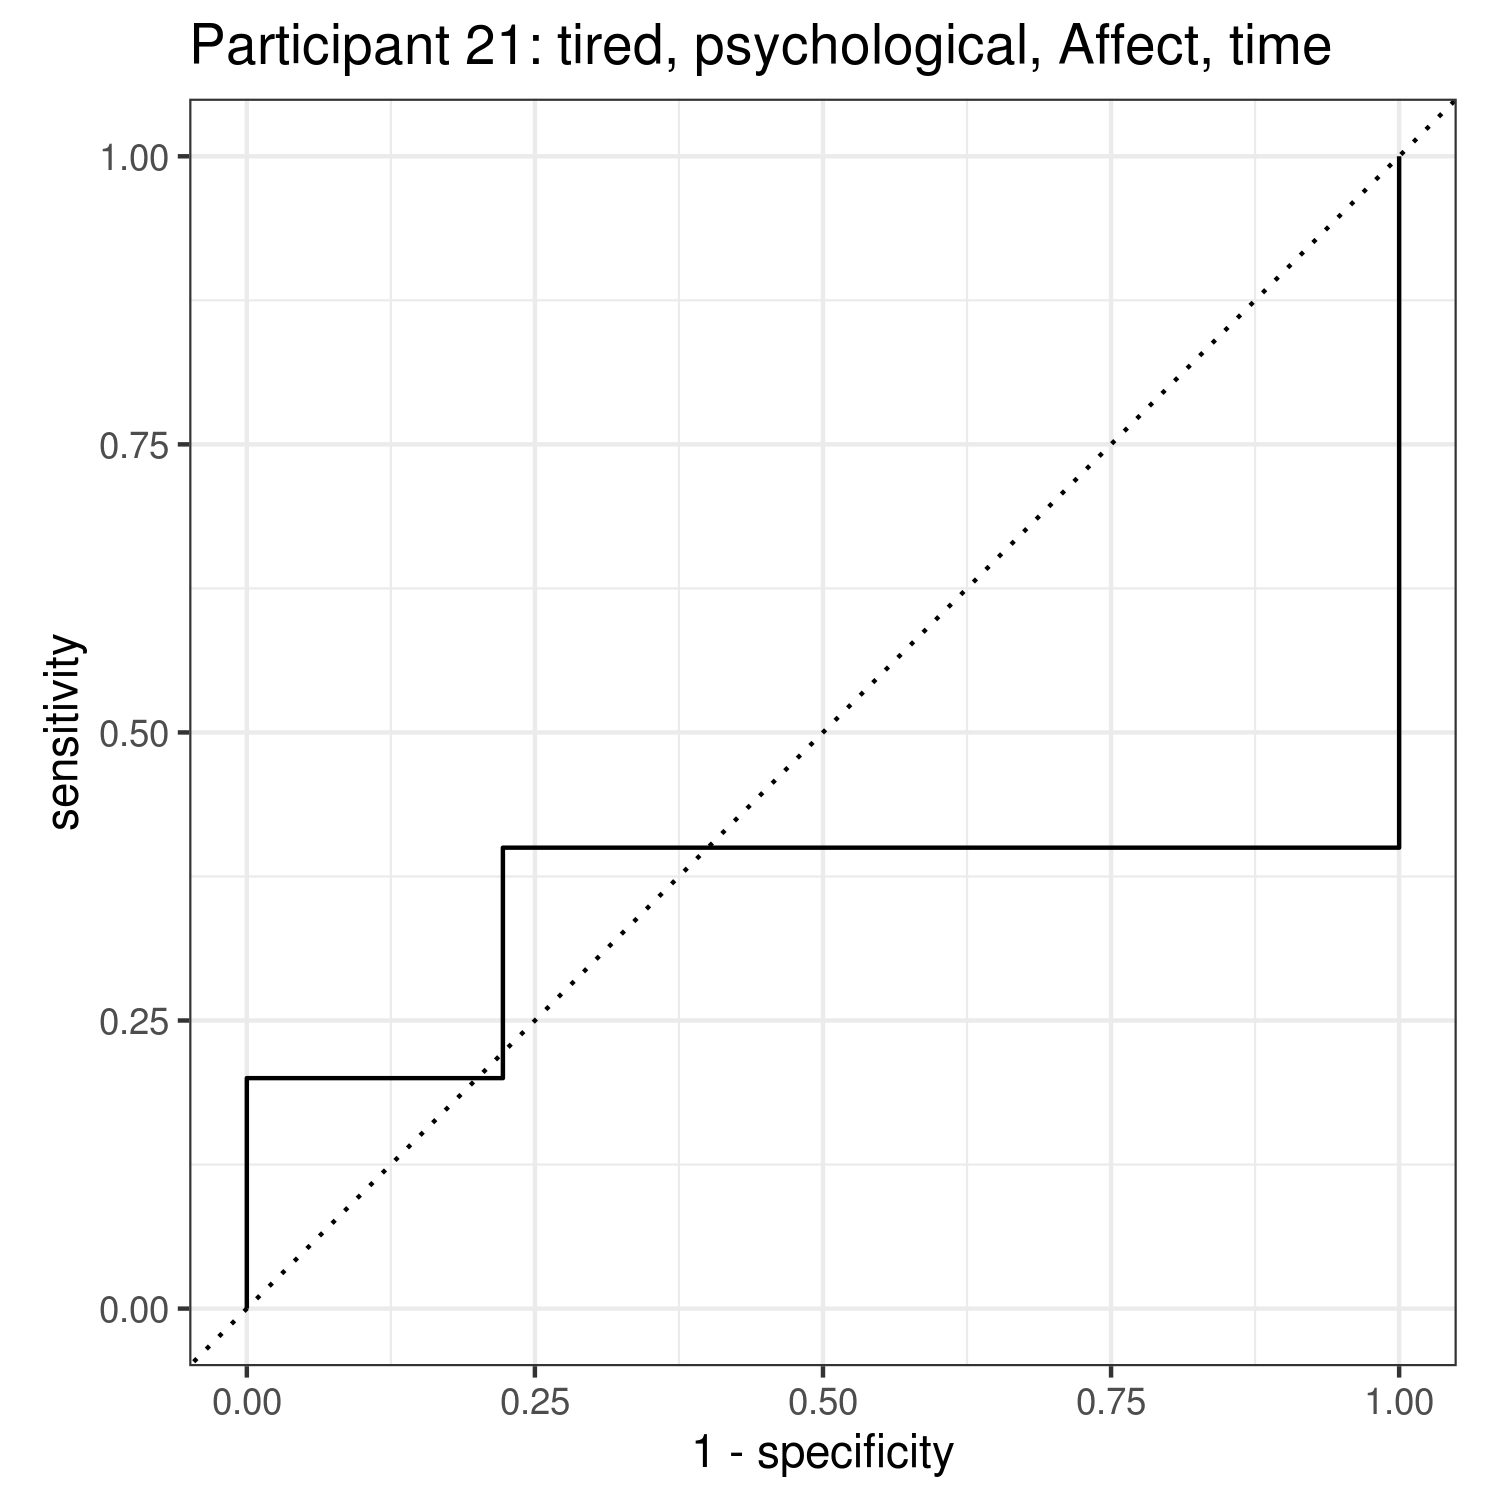 Participant 21: tired, psychological, Affect, time
1.00
0.75
0.50
0.25
0.00
sensitivity
0.00 0.25 0.50 0.75 1.00
1 - specificity